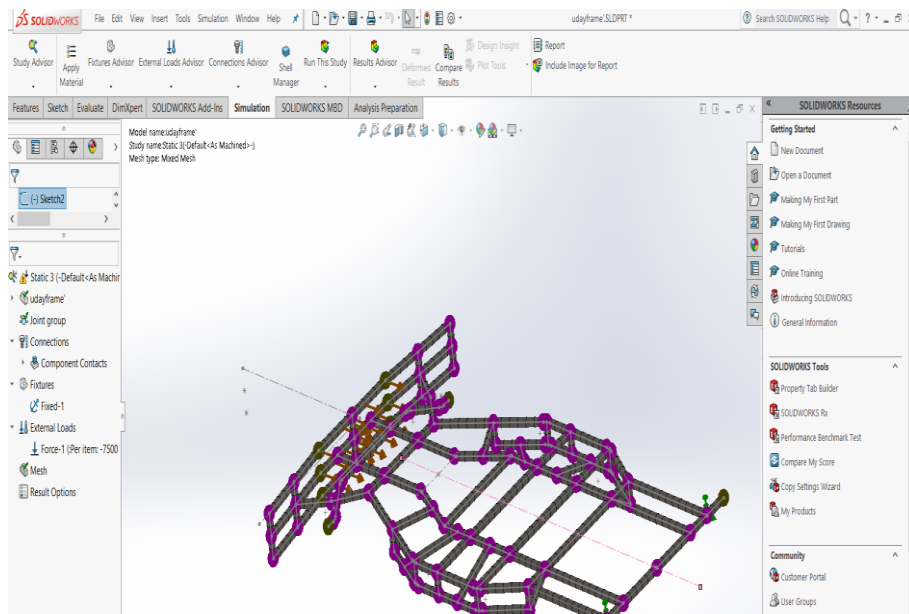 SOLIDWORKS File Edit View Insert Tools Simulation Window Help udayframe.SLDPRT * Search SOLIDWORKS Help
Study Advisor
Apply Material
Fixtures Advisor
External Loads Advisor
Connections Advisor
Shell Manager
Run This Study
Results Advisor
Deformed Result
Compare Results
Design Insight
Plot Tools
Report
Include Image for Report
Features Sketch Evaluate DimXpert SOLIDWORKS Add-Ins Simulation SOLIDWORKS MBD Analysis Preparation
Model name:udayframe'
Study name:Static 3(-Default<As Machined>-)
Mesh type: Mixed Mesh
(-) Sketch2
Static 3 (-Default<As Machin
udayframe'
Joint group
Connections
Component Contacts
Fixtures
Fixed-1
External Loads
Force-1 (:Per item: -7500
Mesh
Result Options
SOLIDWORKS Resources
Getting Started
New Document
Open a Document
Making My First Part
Making My First Drawing
Tutorials
Online Training
Introducing SOLIDWORKS
General Information
SOLIDWORKS Tools
Property Tab Builder
SOLIDWORKS Rx
Performance Benchmark Test
Compare My Score
Copy Settings Wizard
My Products
Community
Customer Portal
User Groups